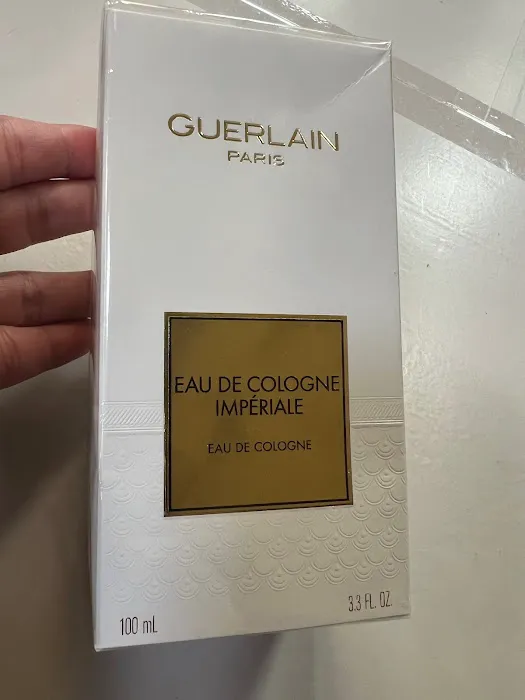 GUERLAIN
PARIS
EAU DE COLOGNE
IMPÉRIALE
EAU DE COLOGNE
100 mL
3.3 FL. OZ.